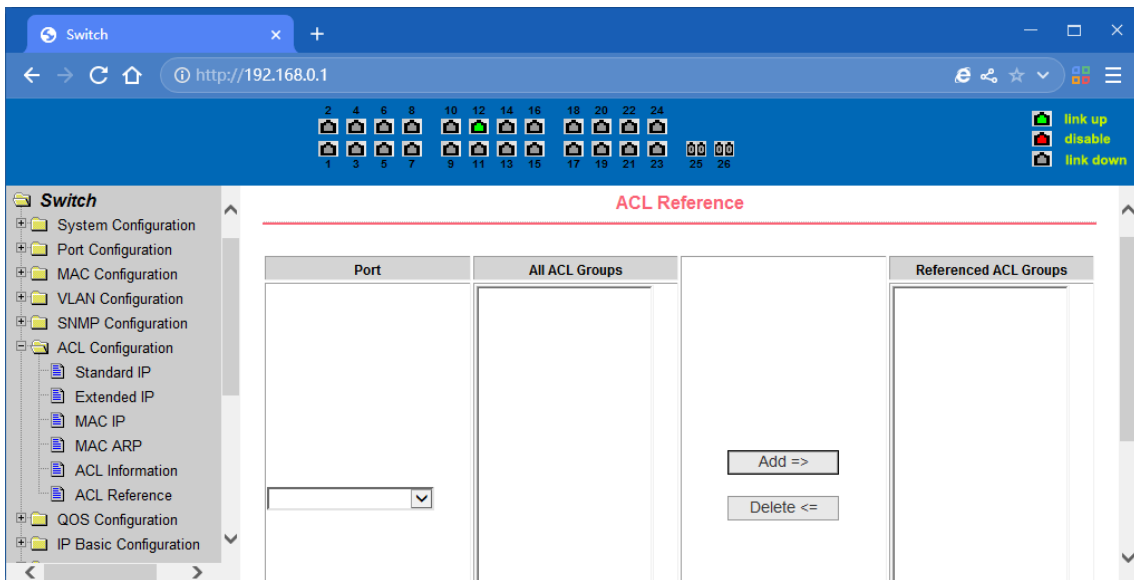 Switch
http://192.168.0.1
2 4 6 8 10 12 14 16 18 20 22 24
1 3 5 7 9 11 13 15 17 19 21 23 25 26
link up
disable
link down
Switch
System Configuration
Port Configuration
MAC Configuration
VLAN Configuration
SNMP Configuration
ACL Configuration
Standard IP
Extended IP
MAC IP
MAC ARP
ACL Information
ACL Reference
QOS Configuration
IP Basic Configuration
ACL Reference
Port
All ACL Groups
Referenced ACL Groups
Add =>
Delete <=